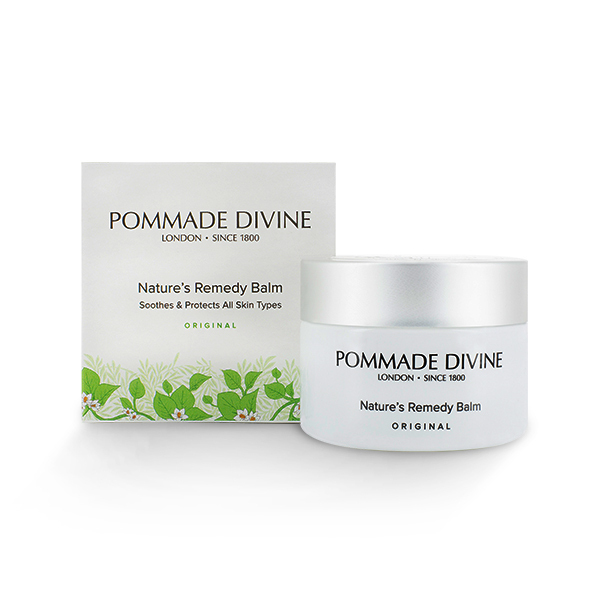 POMMADE DIVINE
LONDON • SINCE 1800
Nature's Remedy Balm
Soothes & Protects All Skin Types
ORIGINAL
POMMADE DIVINE
LONDON • SINCE 1800
Nature's Remedy Balm
ORIGINAL